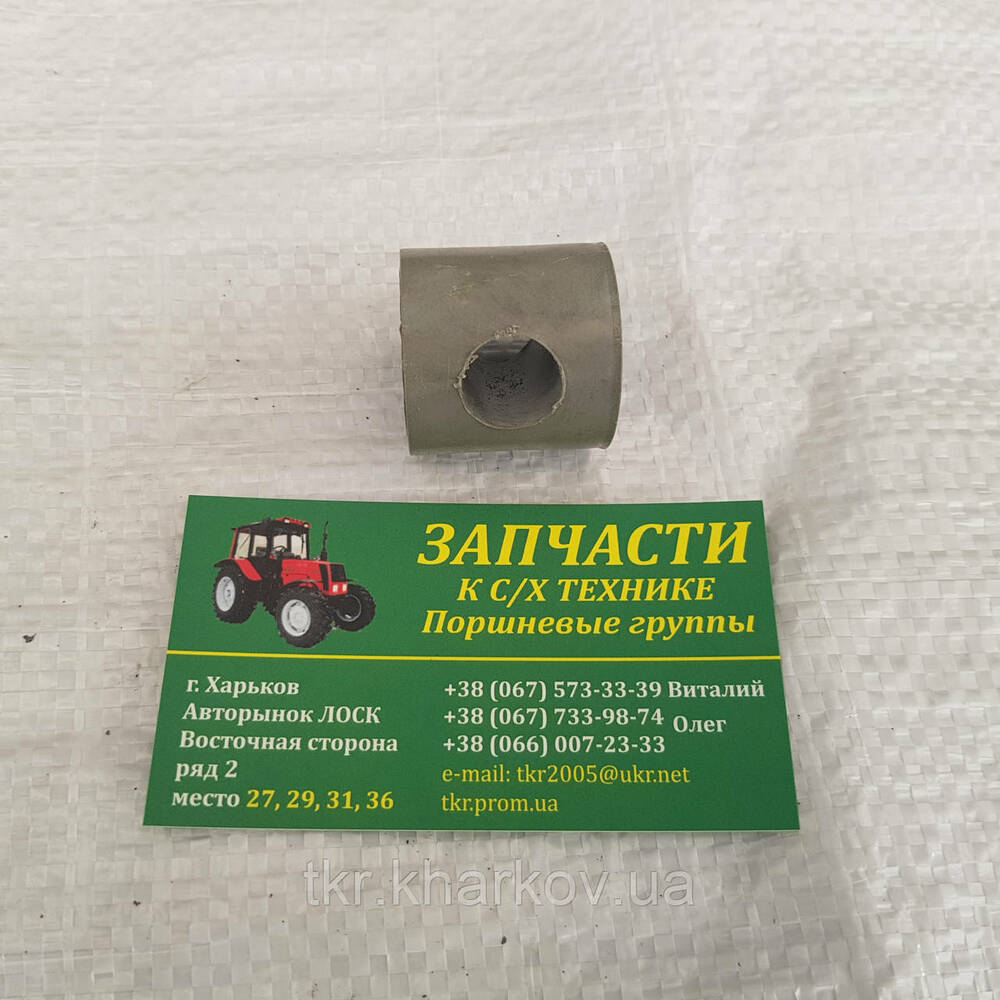 ЗАПЧАСТИ
К С/Х ТЕХНИКЕ
Поршневые группы
г. Харьков
Авторынок ЛОСК
Восточная сторона
ряд 2
место 27, 29, 31, 36
+38 (067) 573-33-39 Виталий
+38 (067) 733-98-74 Олег
+38 (066) 007-23-33
e-mail: tkr2005@ukr.net
tkr.prom.ua
tkr.kharkov.ua